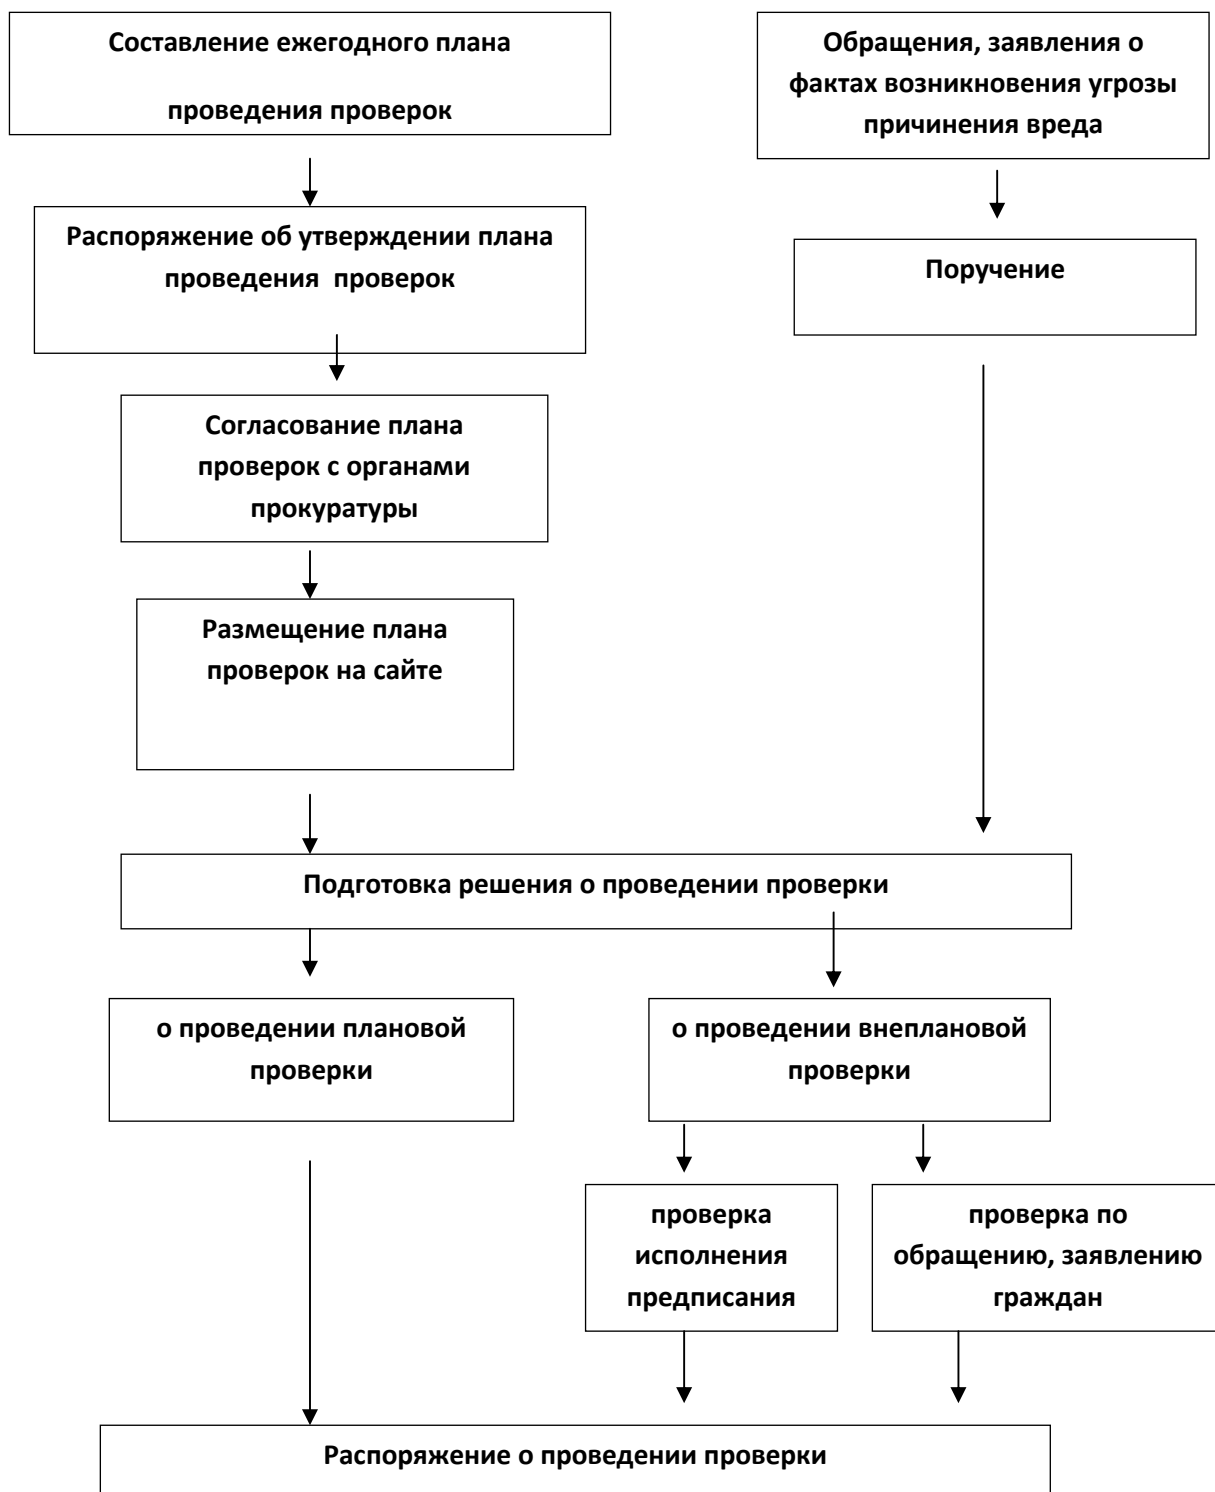 Составление ежегодного плана
проведения проверок
Обращения, заявления о
фактах возникновения угрозы
причинения вреда
Распоряжение об утверждении плана
проведения проверок
Поручение
Согласование плана
проверок с органами
прокуратуры
Размещение плана
проверок на сайте
Подготовка решения о проведении проверки
о проведении плановой
проверки
о проведении внеплановой
проверки
проверка
исполнения
предписания
проверка по
обращению, заявлению
граждан
Распоряжение о проведении проверки